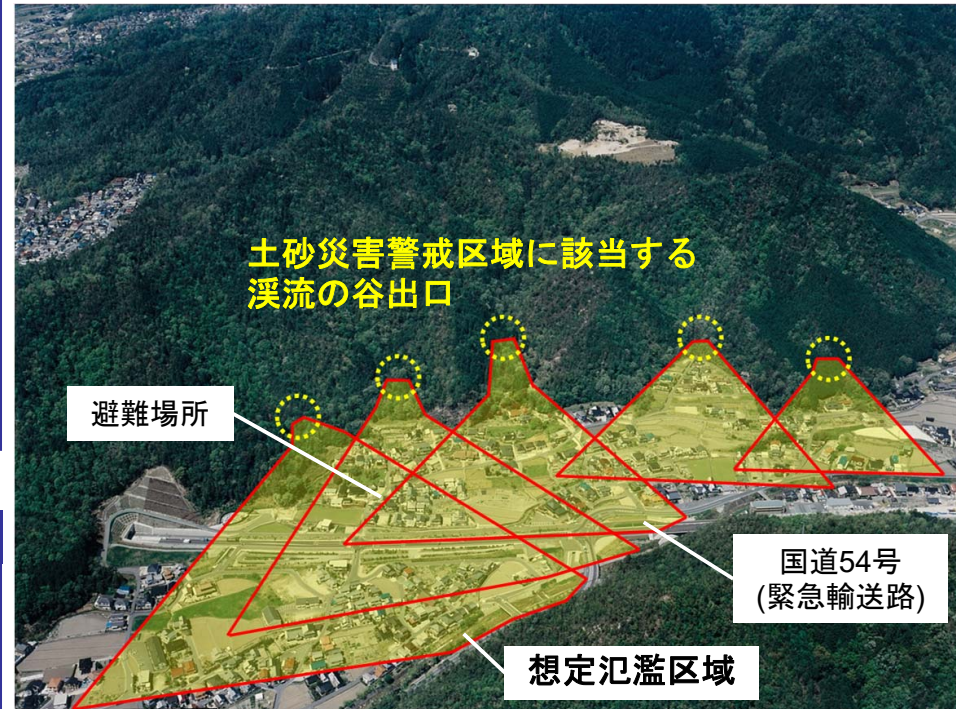 土砂災害警戒区域に該当する
渓流の谷出口
避難場所
国道54号
(緊急輸送路)
想定氾濫区域